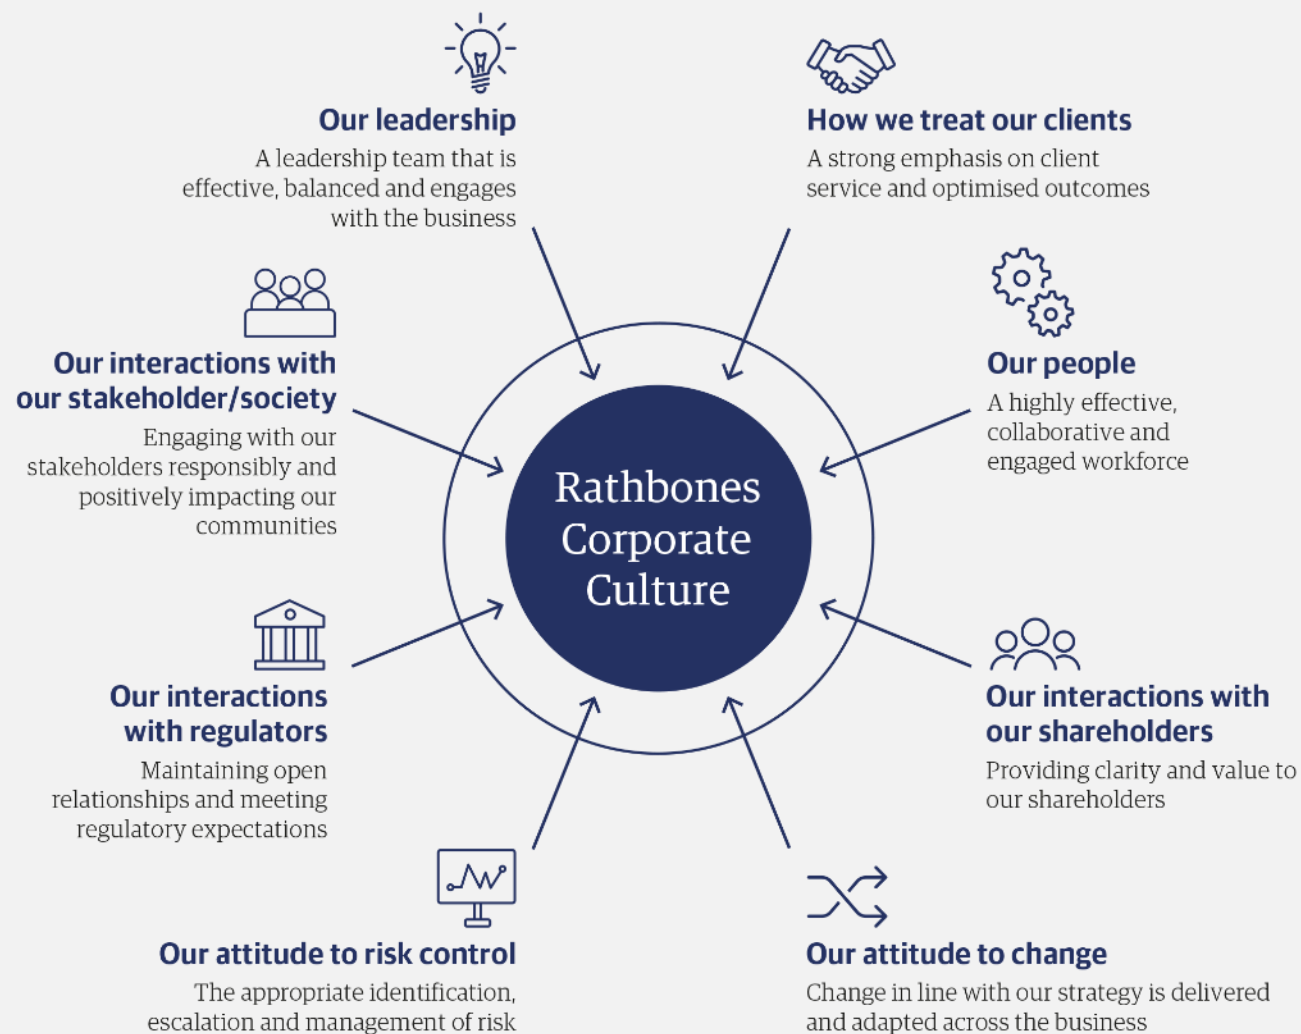 Our leadership
A leadership team that is
effective, balanced and engages
with the business
How we treat our clients
A strong emphasis on client
service and optimised outcomes
Our interactions with
our stakeholder/society
Engaging with our
stakeholders responsibly and
positively impacting our
communities
Our people
A highly effective,
collaborative and
engaged workforce
Rathbones
Corporate
Culture
Our interactions
with regulators
Maintaining open
relationships and meeting
regulatory expectations
Our interactions with
our shareholders
Providing clarity and value to
our shareholders
Our attitude to risk control
The appropriate identification,
escalation and management of risk
Our attitude to change
Change in line with our strategy is delivered
and adapted across the business